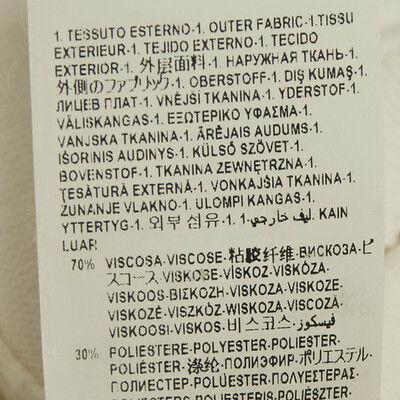 1. TESSUTO ESTERNO-1. OUTER FABRIC-1. TISSU
EXTERIEUR-1. TEJIDO EXTERNO-1. TECIDO
EXTERIOR-1. 外层面料-1. НАРУЖНАЯ ТКАНЬ-1.
外側のファブリック-1. OBERSTOFF-1. DIŞ KUMAŞ-1.
ЛИЦЕВ ПЛАТ-1. VNĚJŠÍ TKANINA-1. YDERSTOF-1.
VÄLISKANGAS-1. ΕΞΩΤΕΡΙΚΟ ΥΦΑΣΜΑ-1.
VANJSKA TKANINA-1. ĀRĒJAIS AUDUMS-1.
IŠORINIS AUDINYS-1. KÜLSŐ SZÖVET-1.
BOVENSTOF-1. TKANINA ZEWNĘTRZNA-1.
ŢESĂTURĂ EXTERNĂ-1. VONKAJŠIA TKANINA-1.
ZUNANJE VLAKNO-1. ULOMPI KANGAS-1.
YTTERTYG-1. 외부 섬유-1. ليف خارجي-1. KAIN
LUAR
70% VISCOSA-VISCOSE-粘胶纤维-ВИСКОЗА-ビ
スコース-VISKOSE-VİSKOZ-VISKÓZA-
VISKOOS-ΒΙΣΚΟΖΗ-VISKOZA-VISKOZE-
VISKOZĖ-VISZKÓZ-WISKOZA-VISCOZĂ-
VISKOOSI-VISKOS-비스코스-فيسكوز
30% POLIESTERE-POLYESTER-POLIÉSTER-
POLIÉSTER-涤纶-ПОЛИЭФИР-ポリエステル-
ПОЛИЕСТЕР-POLÜESTER-ΠΟΛΥΕΣΤΕΡΑΣ-